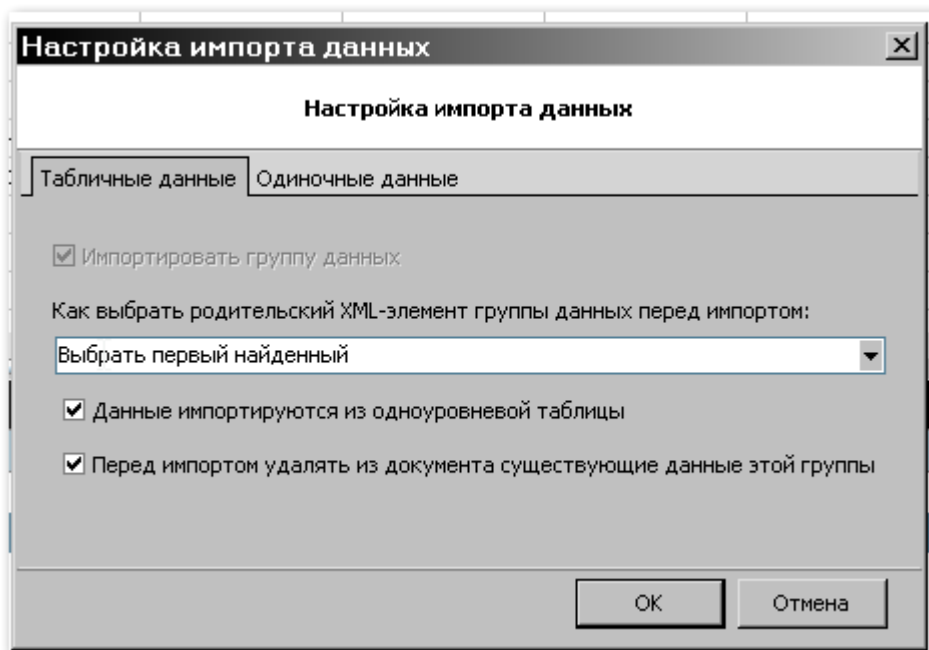 Настройка импорта данных
Настройка импорта данных
Табличные данные Одиночные данные
Импортировать группу данных
Как выбрать родительский XML-элемент группы данных перед импортом:
Выбрать первый найденный
Данные импортируются из одноуровневой таблицы
Перед импортом удалять из документа существующие данные этой группы
ОК Отмена